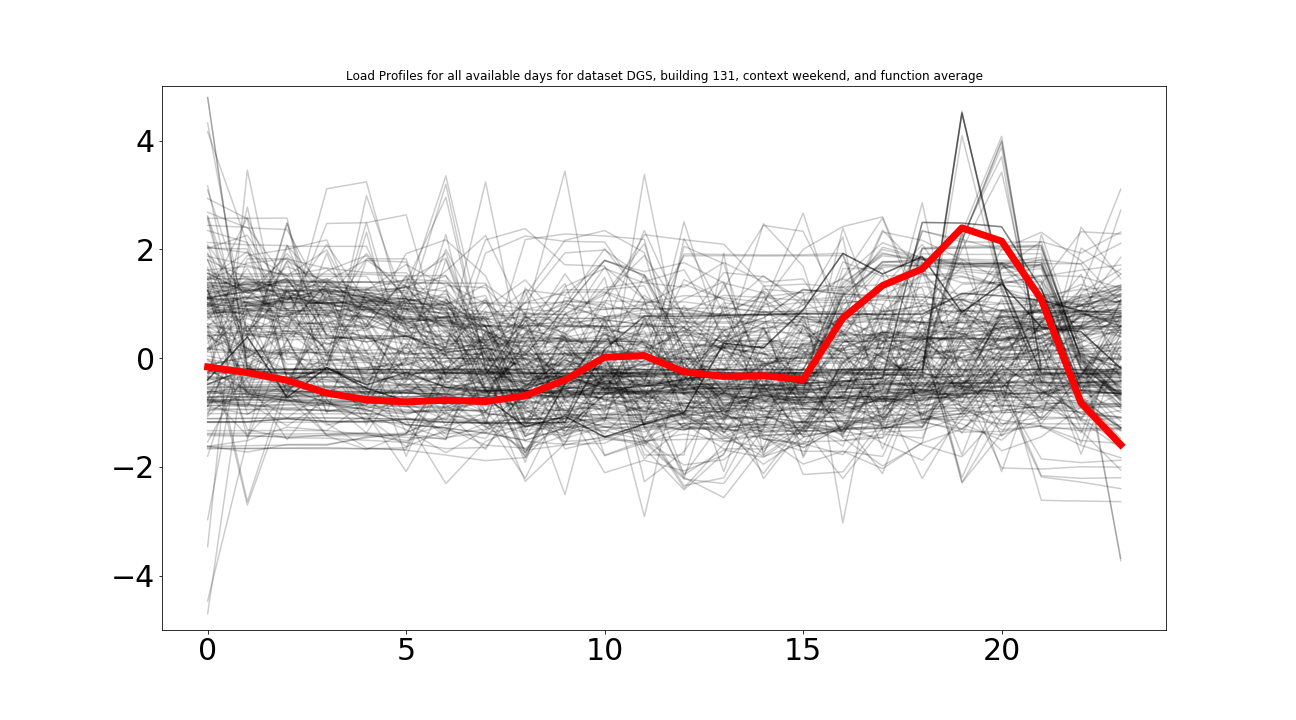 Load Profiles for all available days for dataset DGS, building 131, context weekend, and function average
4
2
0
−2
−4
0 5 10 15 20